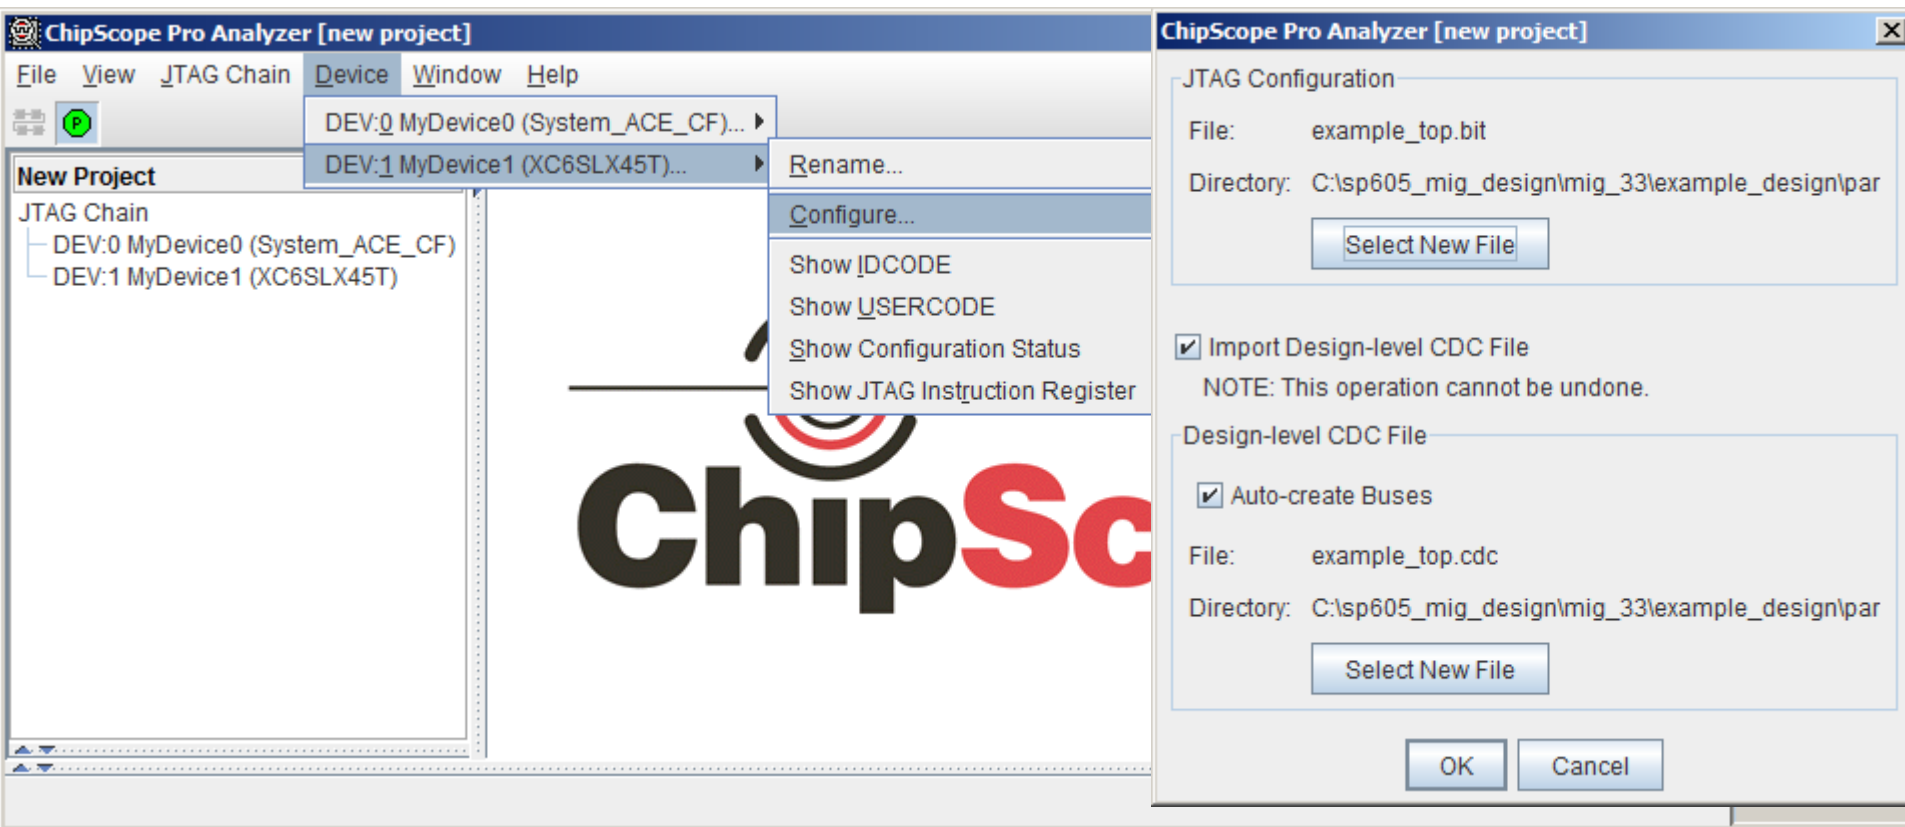 ChipScope Pro Analyzer [new project]
File View JTAG Chain Device Window Help
P
DEV:0 MyDevice0 (System_ACE_CF)...
DEV:1 MyDevice1 (XC6SLX45T)...
Rename...
Configure...
Show IDCODE
Show USERCODE
Show Configuration Status
Show JTAG Instruction Register
New Project
JTAG Chain
DEV:0 MyDevice0 (System_ACE_CF)
DEV:1 MyDevice1 (XC6SLX45T)
ChipSc
ChipScope Pro Analyzer [new project]
JTAG Configuration
File: example_top.bit
Directory: C:\sp605_mig_design\mig_33\example_design\par
Select New File
Import Design-level CDC File
NOTE: This operation cannot be undone.
Design-level CDC File
Auto-create Buses
File: example_top.cdc
Directory: C:\sp605_mig_design\mig_33\example_design\par
Select New File
OK Cancel